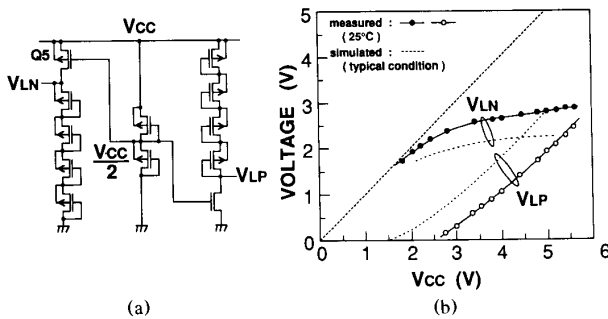 VCC
Q5
VLN
VCC
2
VLP
(a)
VOLTAGE (V)
5
4
3
2
1
0
measured :
( 25°C )
simulated :
( typical condition )
VLN
VLP
0 1 2 3 4 5 6
VCC (V)
(b)